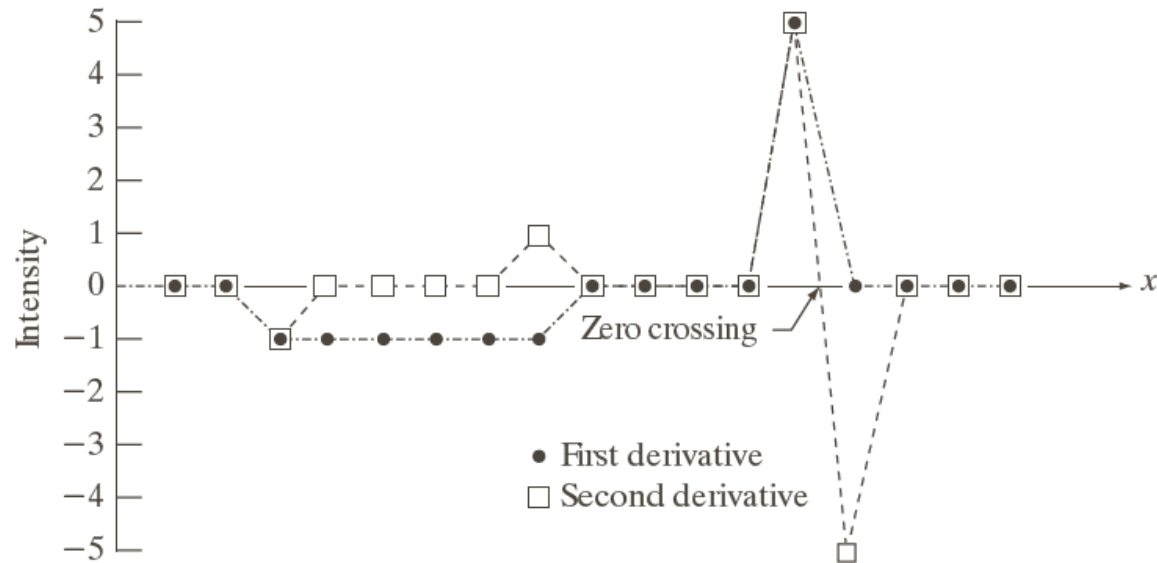 5
4
3
2
1
0
−1
−2
−3
−4
−5
Intensity
x
Zero crossing
First derivative
Second derivative